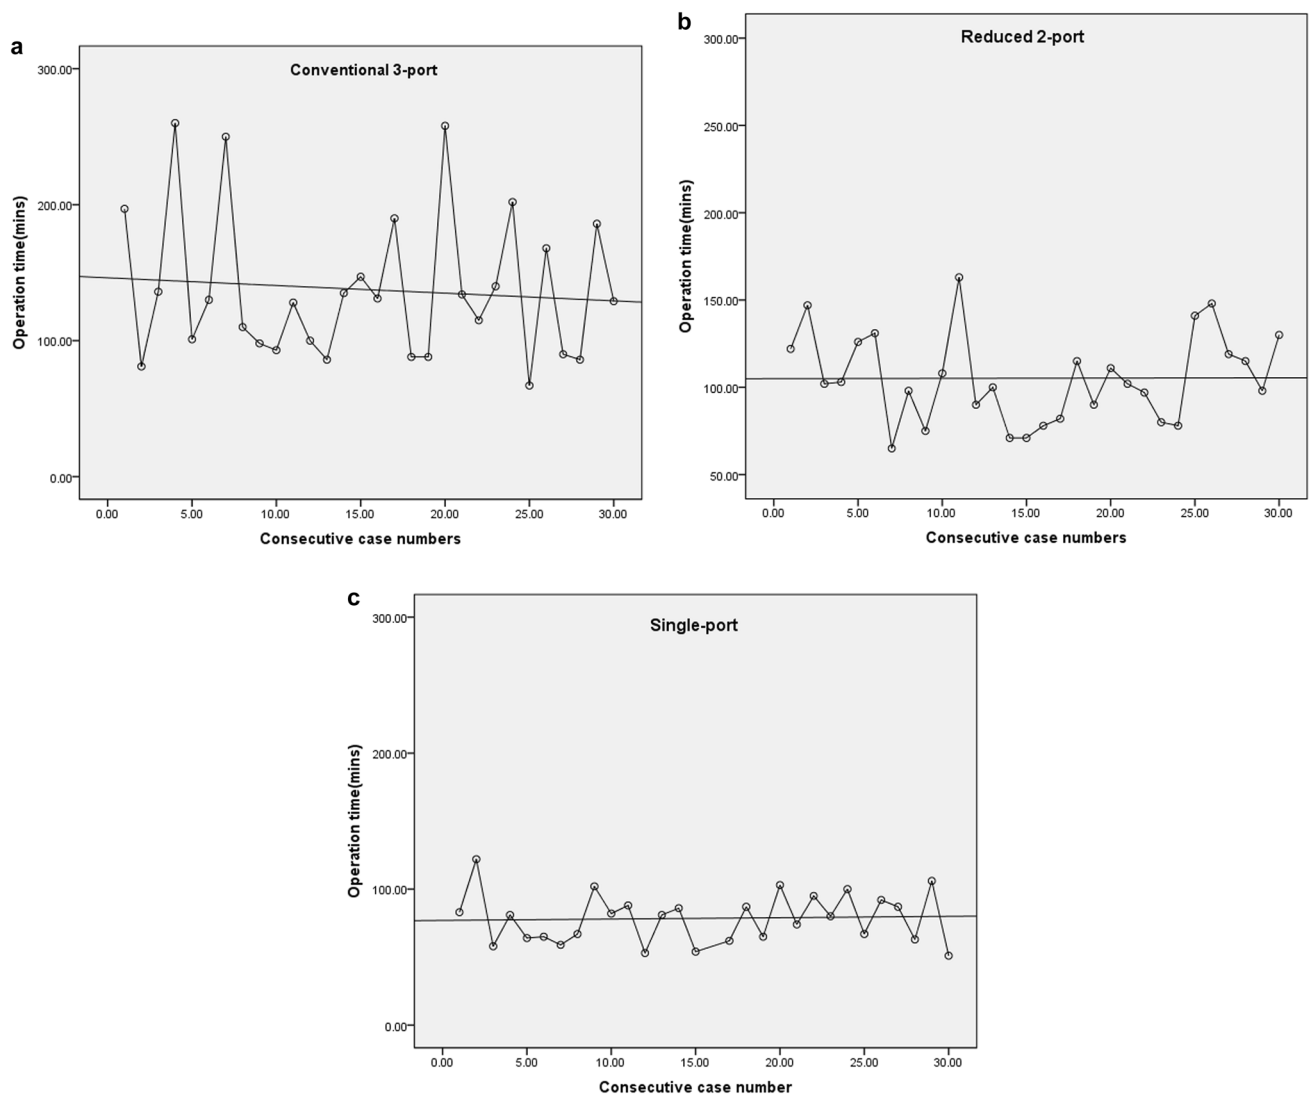 a
Conventional 3-port
300.00
200.00
100.00
0.00
Operation time(mins)
0.00 5.00 10.00 15.00 20.00 25.00 30.00
Consecutive case numbers
b
Reduced 2-port
300.00
250.00
200.00
150.00
100.00
50.00
Operation time(mins)
0.00 5.00 10.00 15.00 20.00 25.00 30.00
Consecutive case numbers
c
Single-port
300.00
200.00
100.00
0.00
Operation time(mins)
0.00 5.00 10.00 15.00 20.00 25.00 30.00
Consecutive case number